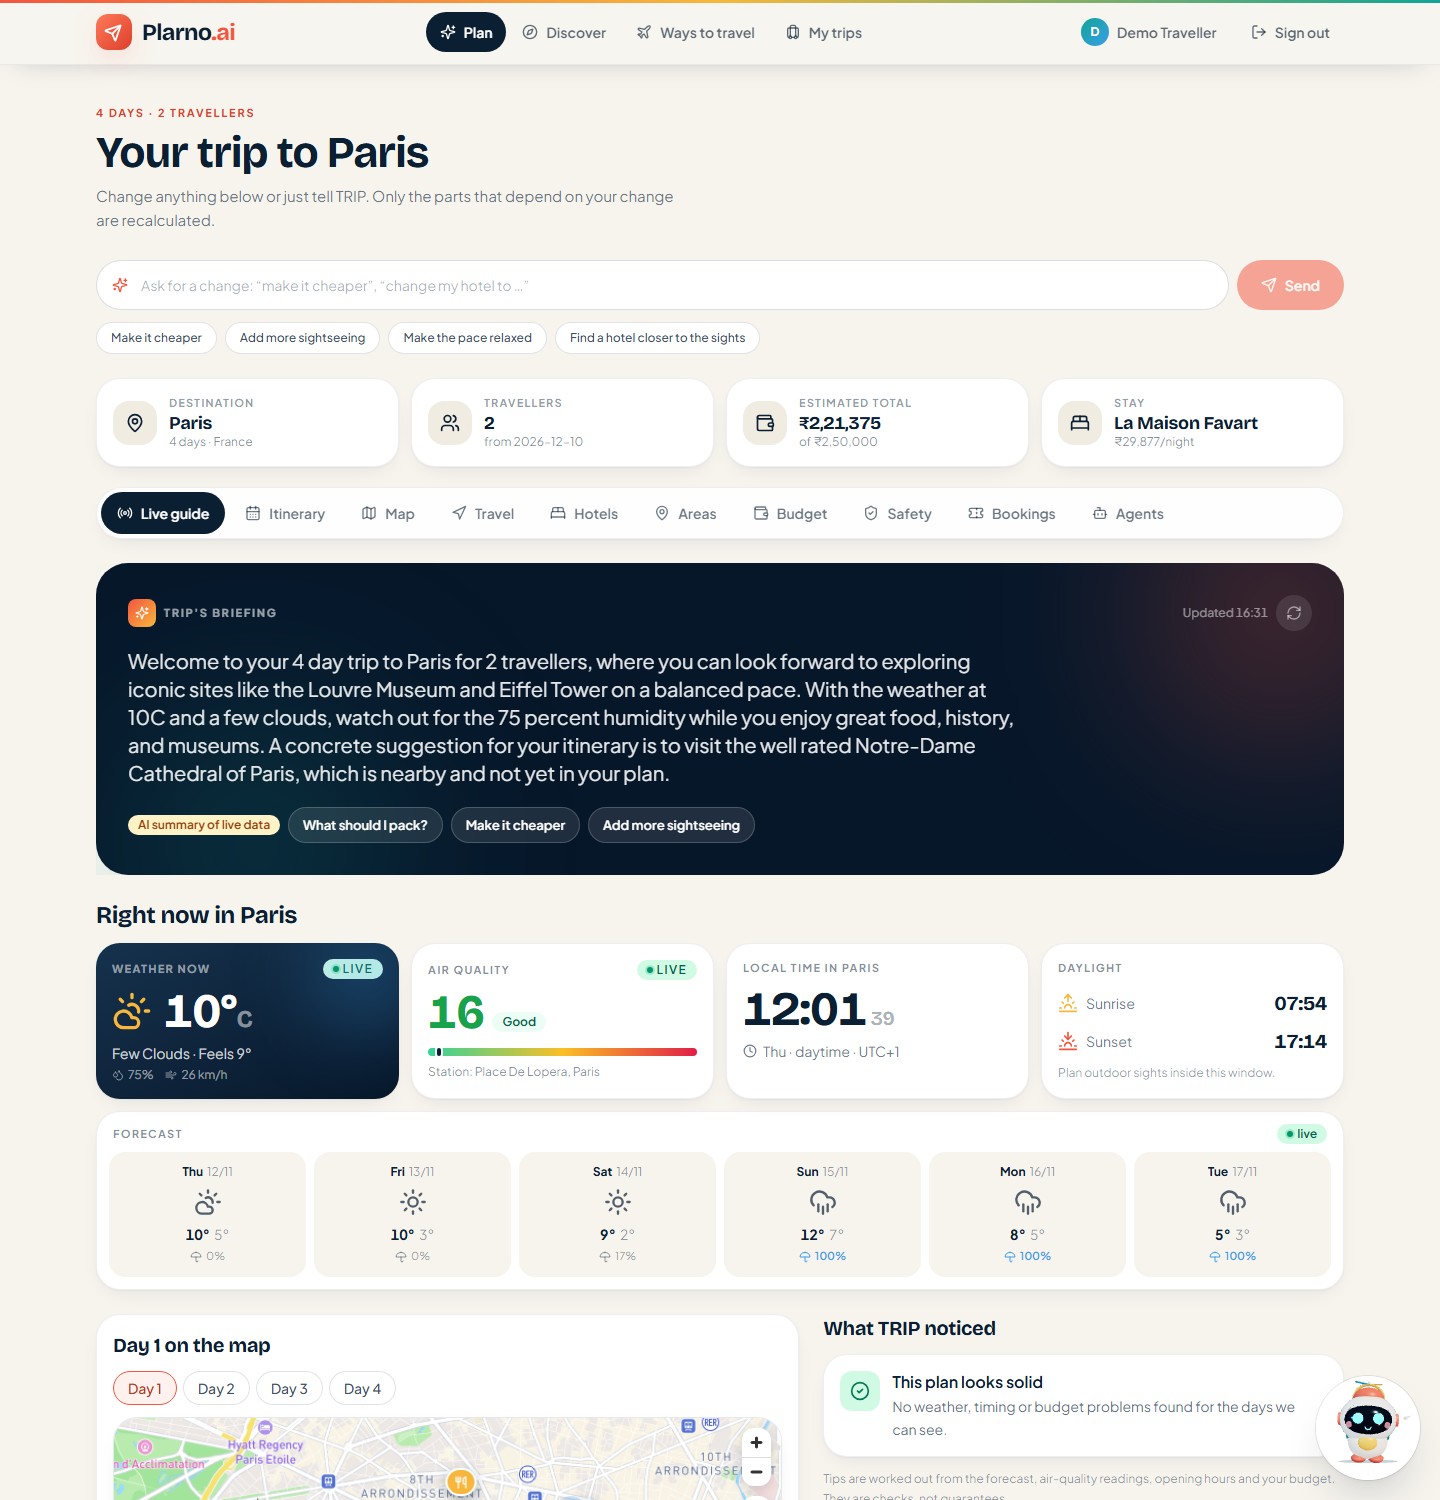 Plarno.ai
Plan
Discover
Ways to travel
My trips
D
Demo Traveller
Sign out
4 DAYS · 2 TRAVELLERS
Your trip to Paris
Change anything below or just tell TRIP. Only the parts that depend on your change
are recalculated.
Ask for a change: “make it cheaper”, “change my hotel to …”
Send
Make it cheaper
Add more sightseeing
Make the pace relaxed
Find a hotel closer to the sights
DESTINATION
Paris
4 days · France
TRAVELLERS
2
from 2026-12-10
ESTIMATED TOTAL
₹2,21,375
of ₹2,50,000
STAY
La Maison Favart
₹29,877/night
Live guide
Itinerary
Map
Travel
Hotels
Areas
Budget
Safety
Bookings
Agents
TRIP'S BRIEFING
Updated 16:31
Welcome to your 4 day trip to Paris for 2 travellers, where you can look forward to exploring
iconic sites like the Louvre Museum and Eiffel Tower on a balanced pace. With the weather at
10C and a few clouds, watch out for the 75 percent humidity while you enjoy great food, history,
and museums. A concrete suggestion for your itinerary is to visit the well rated Notre-Dame
Cathedral of Paris, which is nearby and not yet in your plan.
AI summary of live data
What should I pack?
Make it cheaper
Add more sightseeing
Right now in Paris
WEATHER NOW
LIVE
10°C
Few Clouds · Feels 9°
75%
26 km/h
AIR QUALITY
LIVE
16
Good
Station: Place De Lopera, Paris
LOCAL TIME IN PARIS
12:01 39
Thu · daytime · UTC+1
DAYLIGHT
Sunrise
07:54
Sunset
17:14
Plan outdoor sights inside this window.
FORECAST
live
Thu 12/11
10° 5°
0%
Fri 13/11
10° 3°
0%
Sat 14/11
9° 2°
17%
Sun 15/11
12° 7°
100%
Mon 16/11
8° 5°
100%
Tue 17/11
5° 3°
100%
Day 1 on the map
Day 1
Day 2
Day 3
Day 4
Hyatt Regency
Paris Etoile
n d'Acclimatation
8TH
ARRONDISSEMENT
RER
RER
10TH
ARRONDISSEMENT
+
−
What TRIP noticed
This plan looks solid
No weather, timing or budget problems found for the days we
can see.
Tips are worked out from the forecast, air-quality readings, opening hours and your budget.
They are checks, not guarantees.